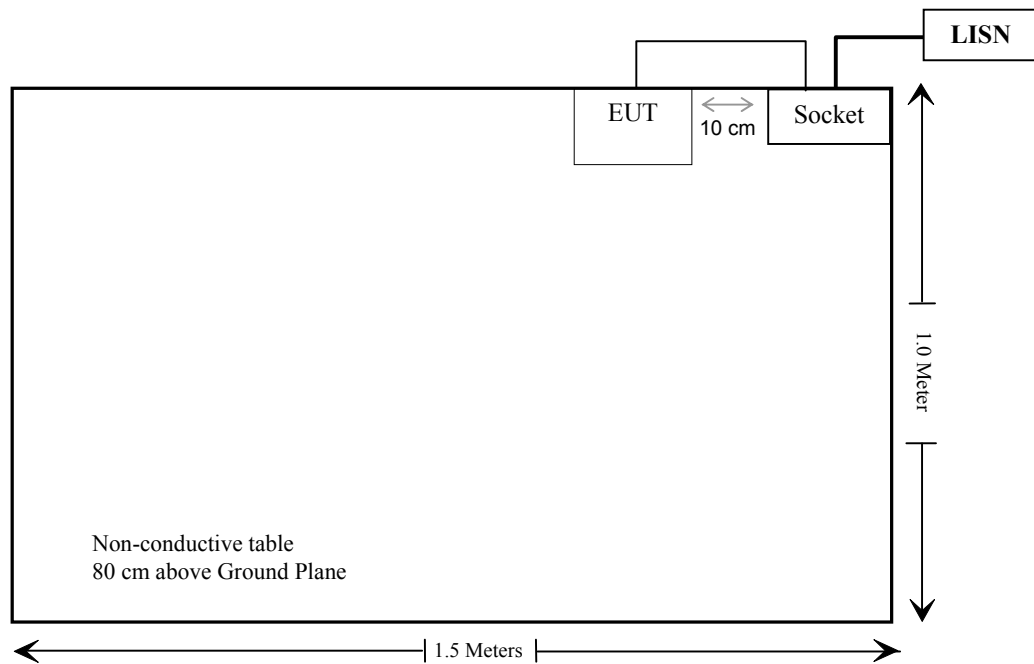 LISN
EUT
10 cm
Socket
1.0 Meter
Non-conductive table
80 cm above Ground Plane
1.5 Meters